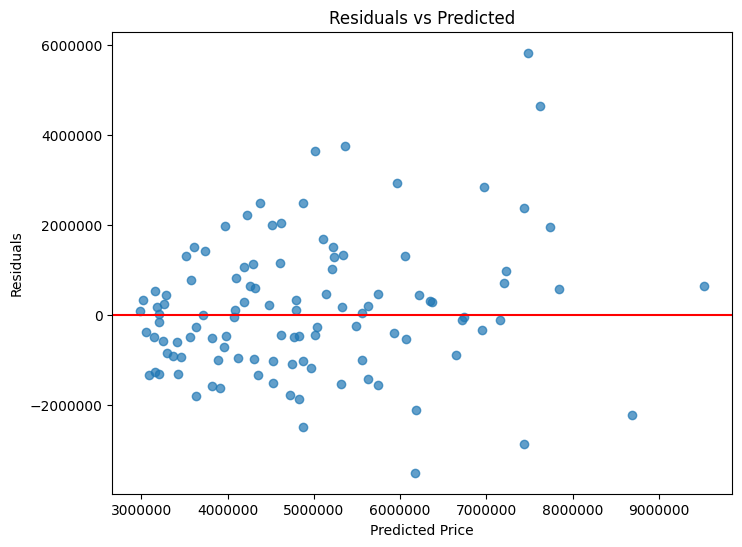 Residuals vs Predicted
6000000
4000000
2000000
0
−2000000
Residuals
3000000 4000000 5000000 6000000 7000000 8000000 9000000
Predicted Price